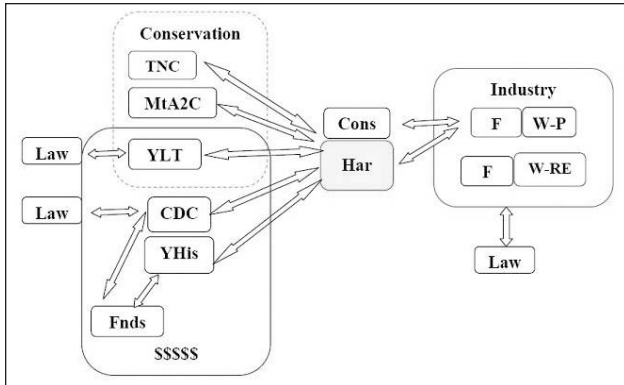 Conservation
TNC
MtA2C
Industry
Cons
F W-P
Law
YLT
Har
F W-RE
Law
CDC
YHis
Law
Fnds
$$$$$